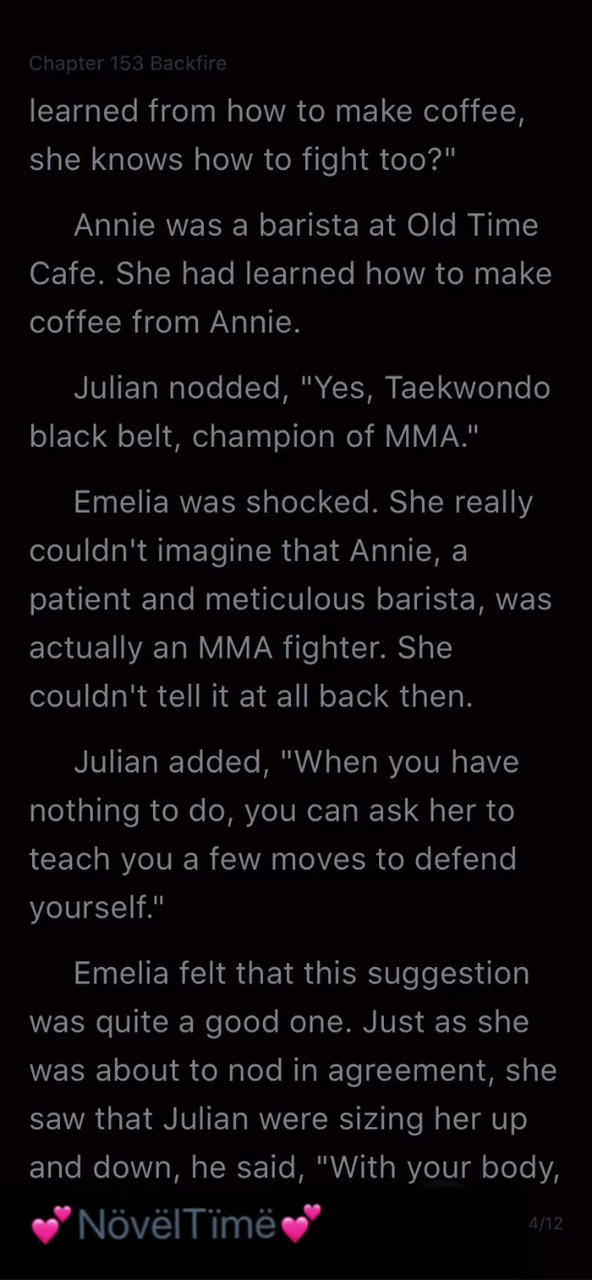 Chapter 153 Backfire
learned from how to make coffee,
she knows how to fight too?"
Annie was a barista at Old Time
Cafe. She had learned how to make
coffee from Annie.
Julian nodded, "Yes, Taekwondo
black belt, champion of MMA."
Emelia was shocked. She really
couldn't imagine that Annie, a
patient and meticulous barista, was
actually an MMA fighter. She
couldn't tell it at all back then.
Julian added, "When you have
nothing to do, you can ask her to
teach you a few moves to defend
yourself."
Emelia felt that this suggestion
was quite a good one. Just as she
was about to nod in agreement, she
saw that Julian were sizing her up
and down, he said, "With your body,
💕NövëlTïmë💕
4/12